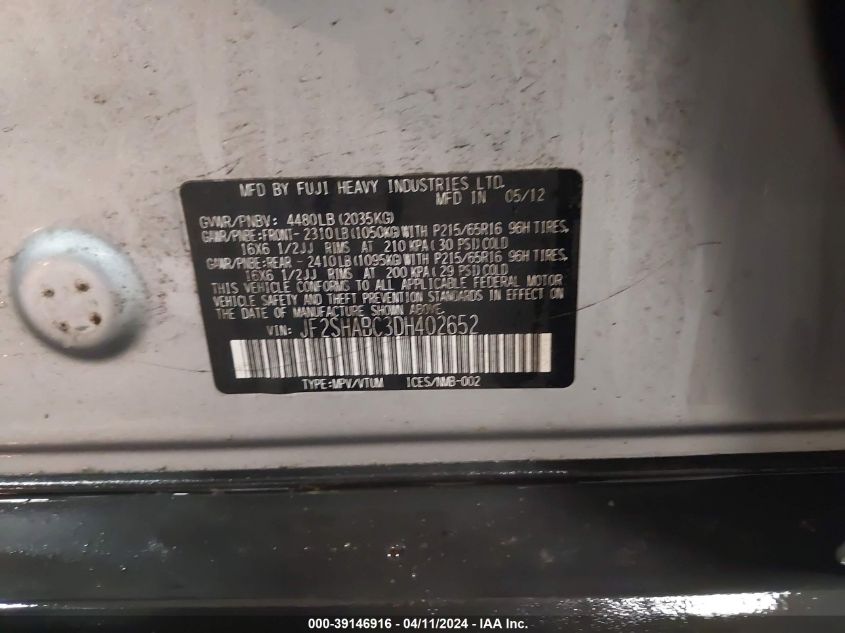 MFD BY FUJI HEAVY INDUSTRIES LTD.
MFD IN 05/12
GVWR/PNBV: 4480LB(2035KG)
GAWR/PNBE:FRONT- 2310LB(1050KG)WITH P215/65R16 96H TIRES,
16X6 1/2JJ RIMS AT 210 KPA(30 PSI)COLD
GAWR/PNBE:REAR - 2410LB(1095KG)WITH P215/65R16 96H TIRES,
16X6 1/2JJ RIMS AT 200 KPA(29 PSI)COLD
THIS VEHICLE CONFORMS TO ALL APPLICABLE FEDERAL MOTOR
VEHICLE SAFETY AND THEFT PREVENTION STANDARDS IN EFFECT ON
THE DATE OF MANUFACTURE SHOWN ABOVE.
VIN: JF2SHABC3DH402652
TYPE:MPV/VTUM ICES/NMB-002
000-39146916 - 04/11/2024 - IAA Inc.